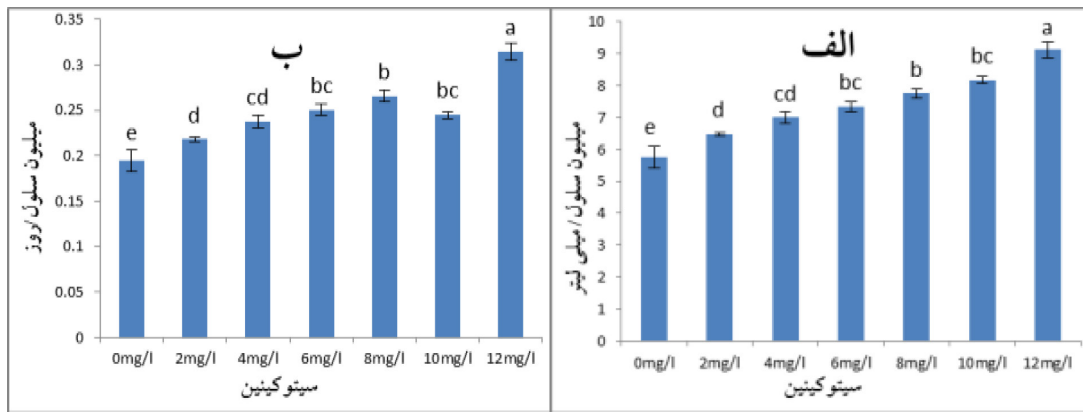 ب
0.35
0.3
0.25
0.2
0.15
0.1
0.05
0
a
b
bc
bc
cd
d
e
میلیون سلول/روز
0mg/l 2mg/l 4mg/l 6mg/l 8mg/l 10mg/l 12mg/l
سیتوکینین
الف
10
9
8
7
6
5
4
3
2
1
0
a
bc
b
bc
cd
d
e
میلیون سلول/میلی لیتر
0mg/l 2mg/l 4mg/l 6mg/l 8mg/l 10mg/l 12mg/l
سیتوکینین